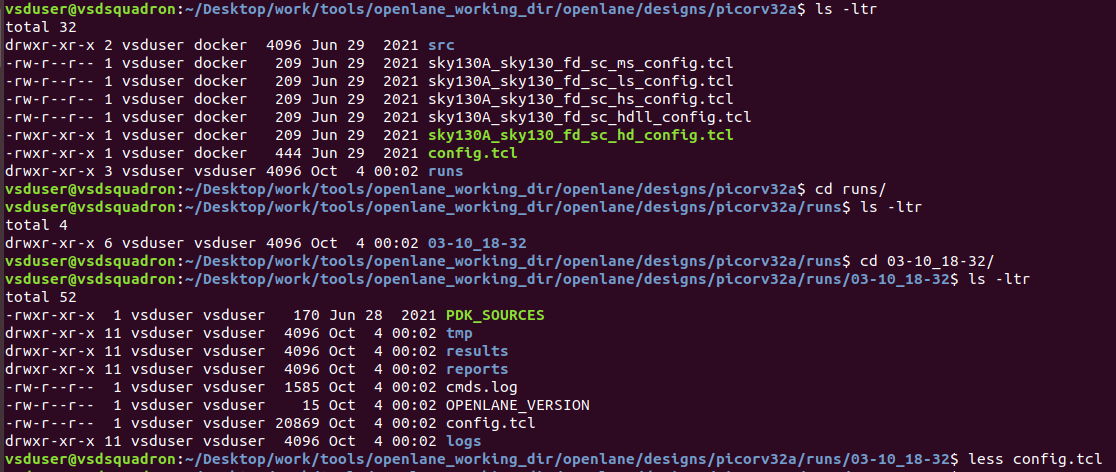 vsduser@vsdsquadron:~/Desktop/work/tools/openlane_working_dir/openlane/designs/picorv32a$ ls -ltr
total 32
drwxr-xr-x 2 vsduser docker  4096 Jun 29  2021 src
-rw-r--r-- 1 vsduser docker   209 Jun 29  2021 sky130A_sky130_fd_sc_ms_config.tcl
-rw-r--r-- 1 vsduser docker   209 Jun 29  2021 sky130A_sky130_fd_sc_ls_config.tcl
-rw-r--r-- 1 vsduser docker   209 Jun 29  2021 sky130A_sky130_fd_sc_hs_config.tcl
-rw-r--r-- 1 vsduser docker   209 Jun 29  2021 sky130A_sky130_fd_sc_hdll_config.tcl
-rwxr-xr-x 1 vsduser docker   209 Jun 29  2021 sky130A_sky130_fd_sc_hd_config.tcl
-rwxr-xr-x 1 vsduser docker   444 Jun 29  2021 config.tcl
drwxr-xr-x 3 vsduser vsduser 4096 Oct  4 00:02 runs
vsduser@vsdsquadron:~/Desktop/work/tools/openlane_working_dir/openlane/designs/picorv32a$ cd runs/
vsduser@vsdsquadron:~/Desktop/work/tools/openlane_working_dir/openlane/designs/picorv32a/runs$ ls -ltr
total 4
drwxr-xr-x 6 vsduser vsduser 4096 Oct  4 00:02 03-10_18-32
vsduser@vsdsquadron:~/Desktop/work/tools/openlane_working_dir/openlane/designs/picorv32a/runs$ cd 03-10_18-32/
vsduser@vsdsquadron:~/Desktop/work/tools/openlane_working_dir/openlane/designs/picorv32a/runs/03-10_18-32$ ls -ltr
total 52
-rwxr-xr-x  1 vsduser vsduser   170 Jun 28  2021 PDK_SOURCES
drwxr-xr-x 11 vsduser vsduser  4096 Oct  4 00:02 tmp
drwxr-xr-x 11 vsduser vsduser  4096 Oct  4 00:02 results
drwxr-xr-x 11 vsduser vsduser  4096 Oct  4 00:02 reports
-rw-r--r--  1 vsduser vsduser  1585 Oct  4 00:02 cmds.log
-rw-r--r--  1 vsduser vsduser    15 Oct  4 00:02 OPENLANE_VERSION
-rw-r--r--  1 vsduser vsduser 20869 Oct  4 00:02 config.tcl
drwxr-xr-x 11 vsduser vsduser  4096 Oct  4 00:02 logs
vsduser@vsdsquadron:~/Desktop/work/tools/openlane_working_dir/openlane/designs/picorv32a/runs/03-10_18-32$ less config.tcl